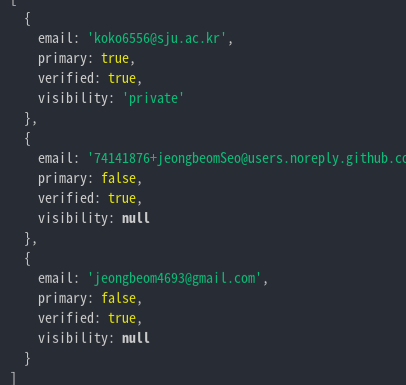 [
  {
    email: 'koko6556@sju.ac.kr',
    primary: true,
    verified: true,
    visibility: 'private'
  },
  {
    email: '74141876+jeongbeomSeo@users.noreply.github.co
    primary: false,
    verified: true,
    visibility: null
  },
  {
    email: 'jeongbeom4693@gmail.com',
    primary: false,
    verified: true,
    visibility: null
  }
]